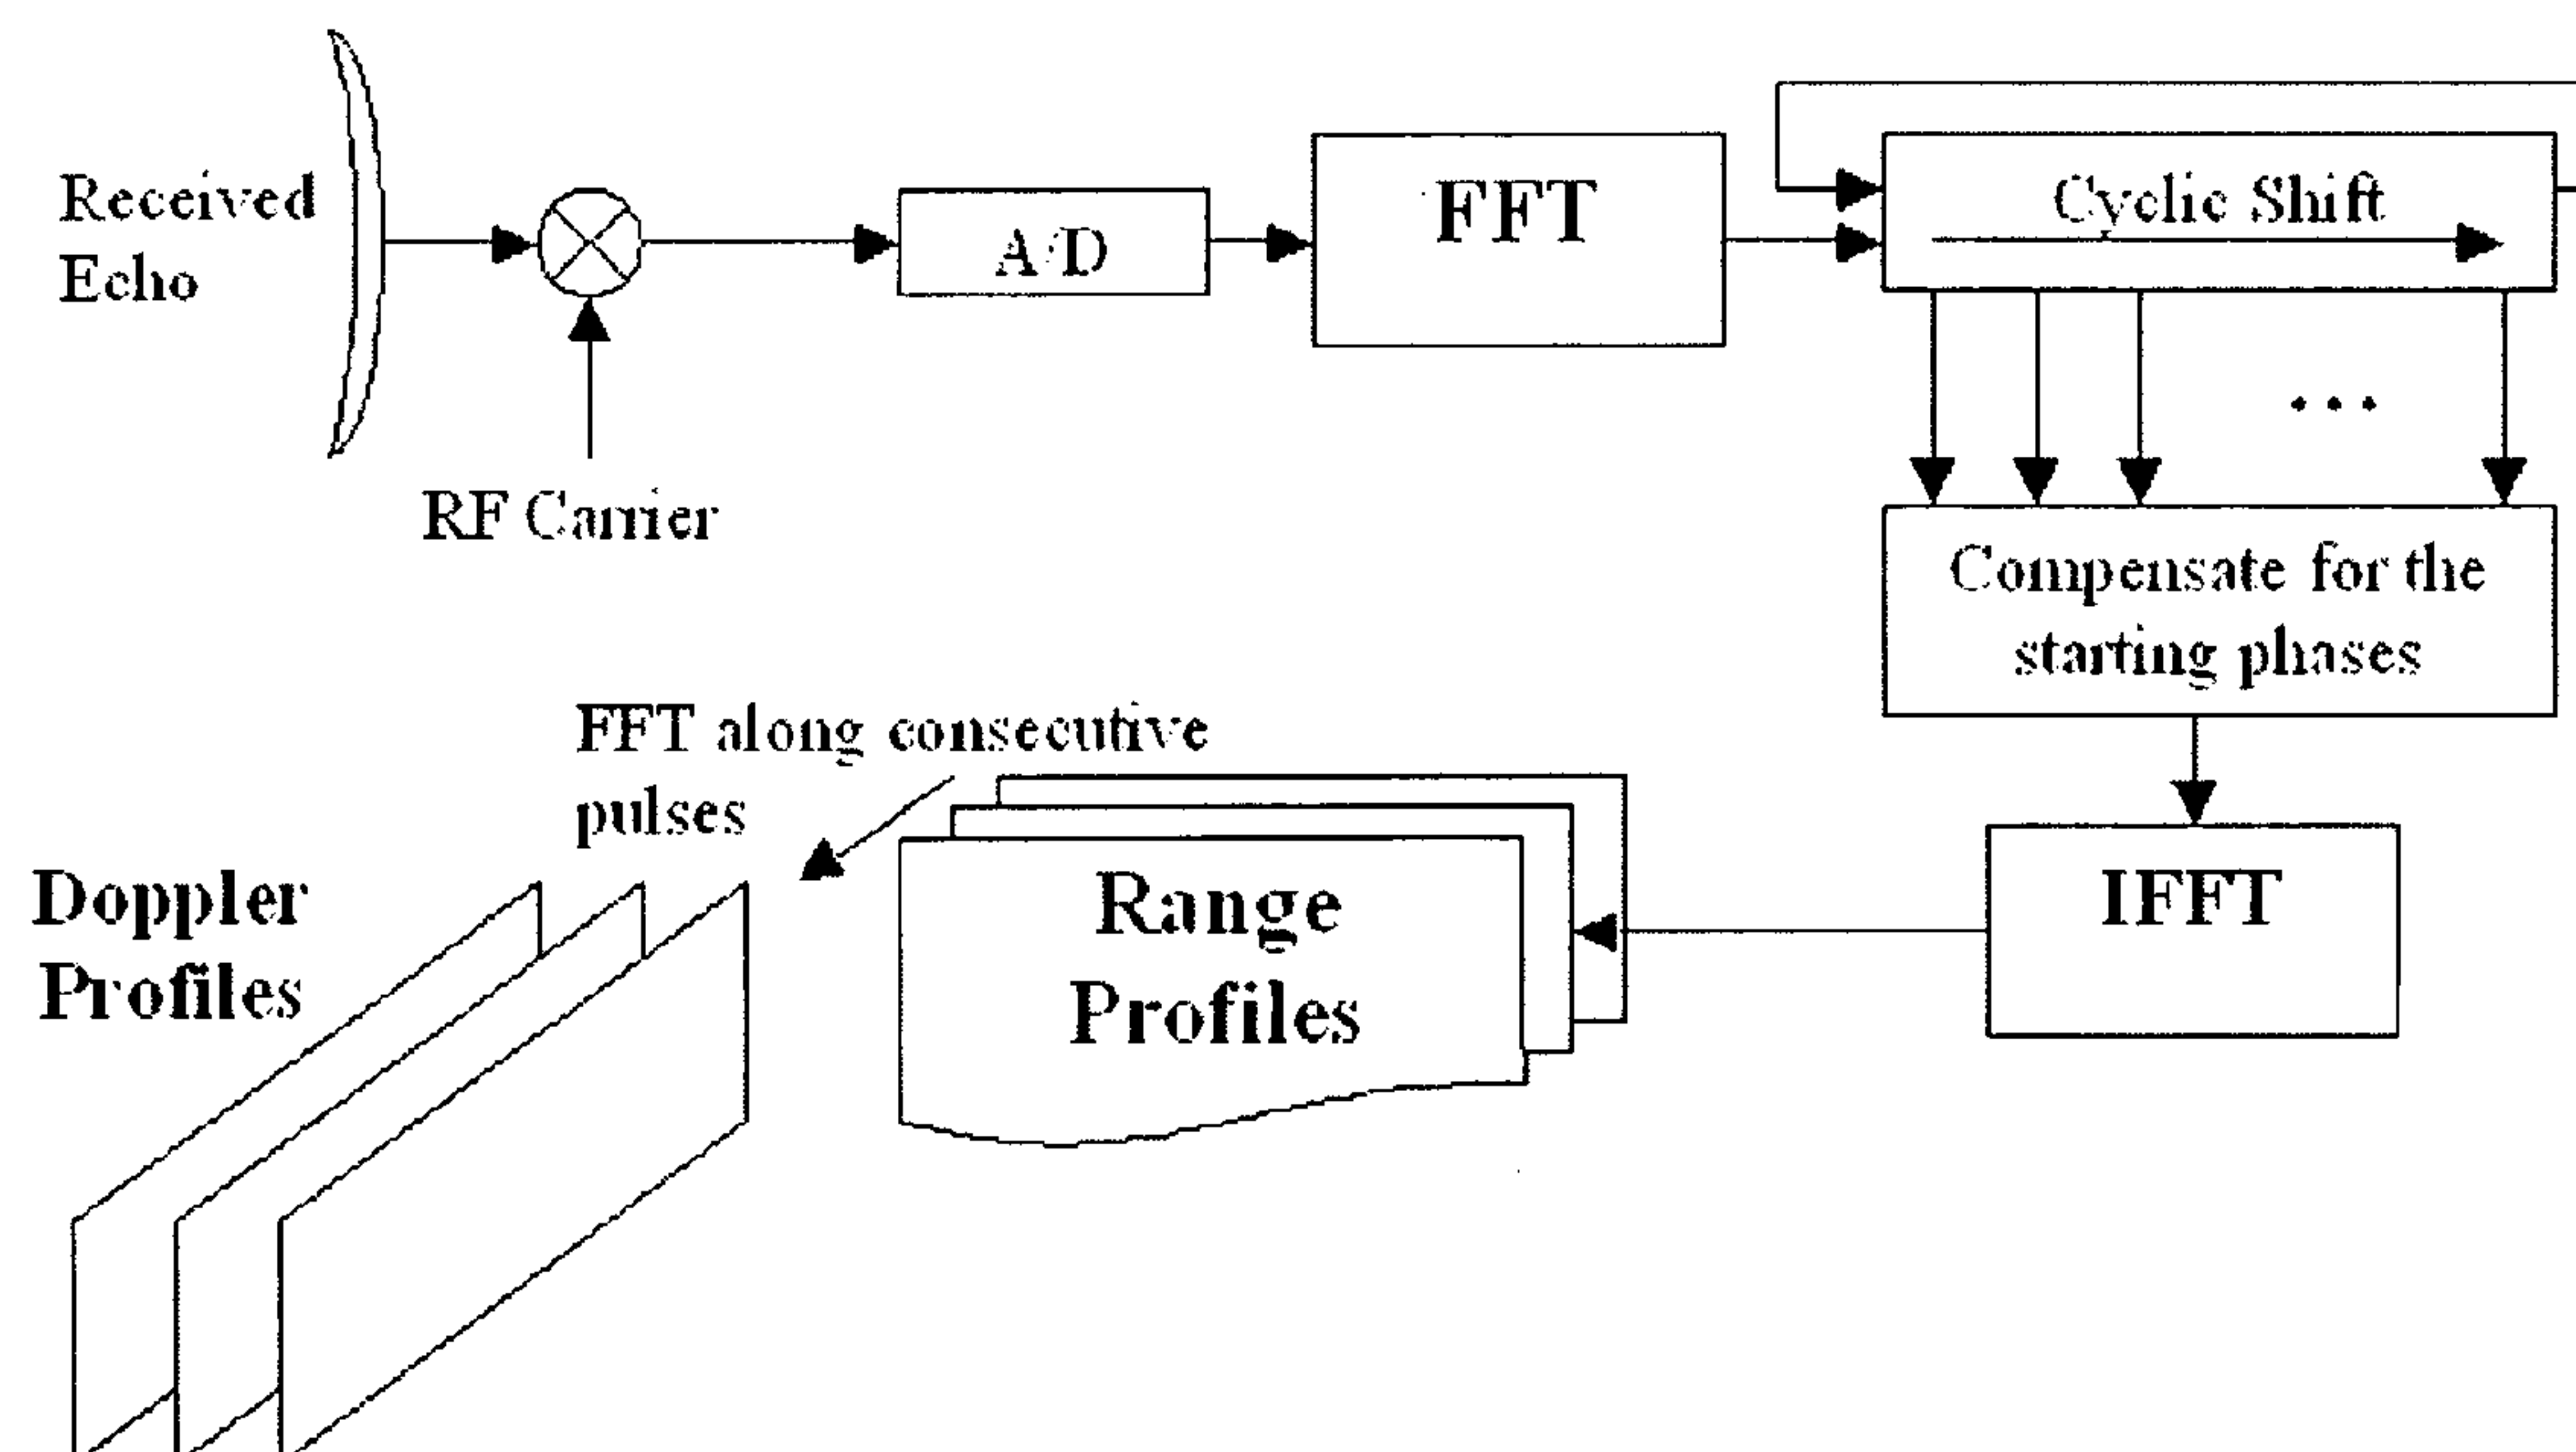 Received
Echo
RF Carrier
A/D
FFT
Cyclic Shift
...
Compensate for the
starting phases
IFFT
Range
Profiles
FFT along consecutive
pulses
Doppler
Profiles